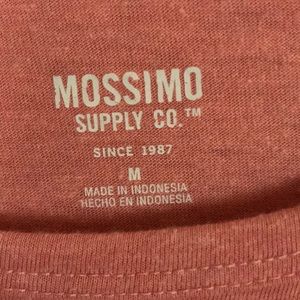 MOSSIMO
SUPPLY CO.™
SINCE 1987
M
MADE IN INDONESIA
HECHO EN INDONESIA